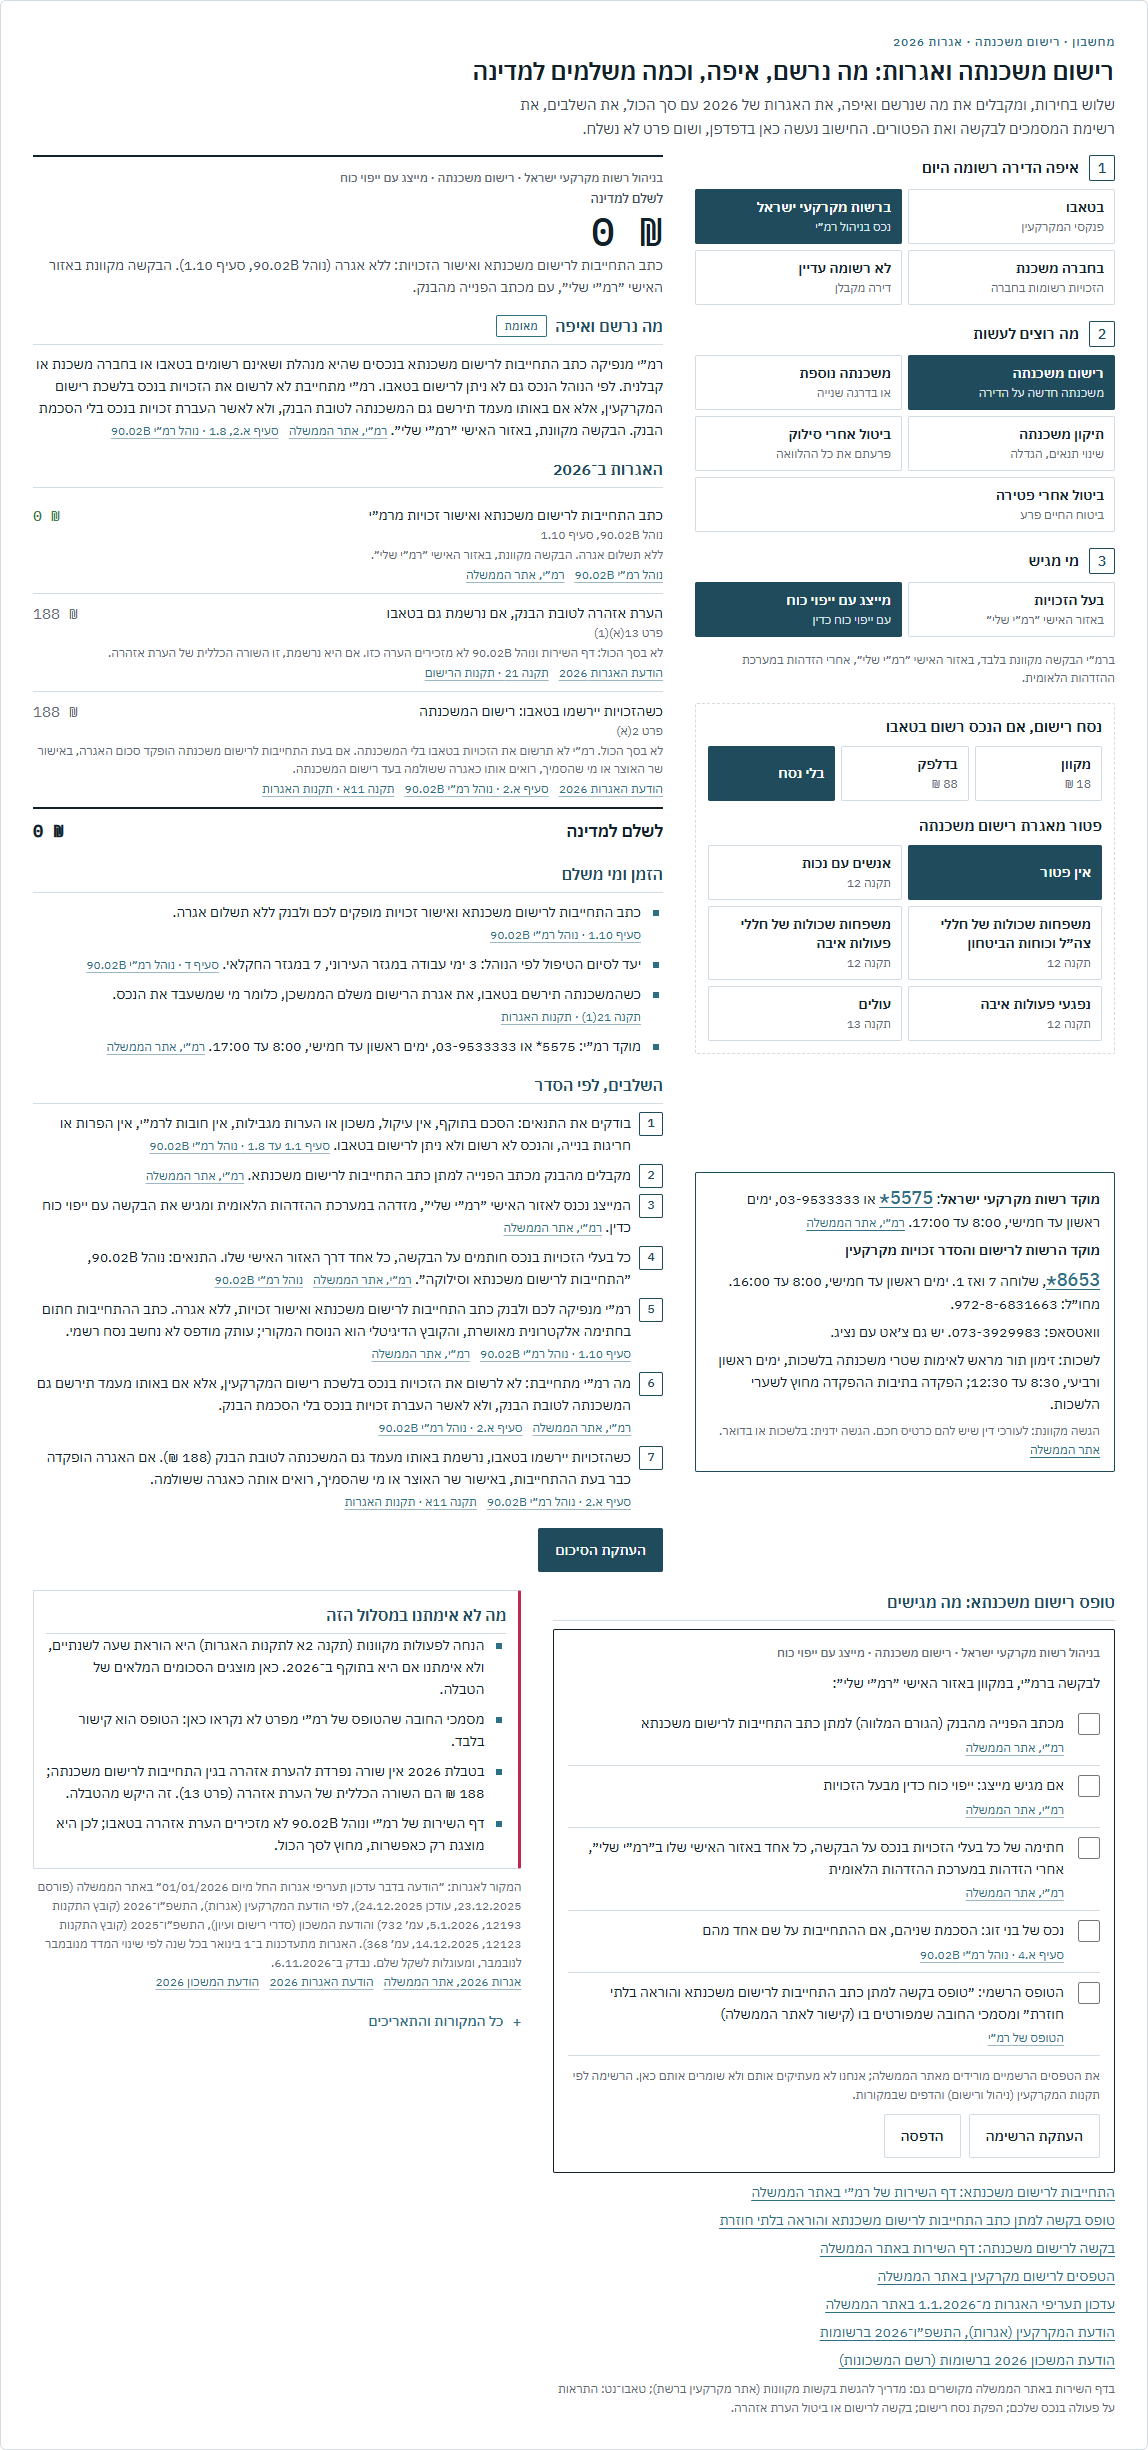 מחשבון · רישום משכנתה · אגרות 2026
רישום משכנתה ואגרות: מה נרשם, איפה, וכמה משלמים למדינה
שלוש בחירות, ומקבלים את מה שנרשם ואיפה, את האגרות של 2026 עם סך הכול, את השלבים, את
רשימת המסמכים לבקשה ואת הפטורים. החישוב נעשה כאן בדפדפן, ושום פרט לא נשלח.
1 איפה הדירה רשומה היום
בטאבו
פנקסי המקרקעין
ברשות מקרקעי ישראל
נכס בניהול רמ״י
בחברה משכנת
הזכויות רשומות בחברה
לא רשומה עדיין
דירה מקבלן
2 מה רוצים לעשות
רישום משכנתה
משכנתה חדשה על הדירה
משכנתה נוספת
או בדרגה שנייה
תיקון משכנתה
שינוי תנאים, הגדלה
ביטול אחרי סילוק
פרעתם את כל ההלוואה
ביטול אחרי פטירה
ביטוח החיים פרע
3 מי מגיש
בעל הזכויות
באזור האישי ״רמ״י שלי״
מייצג עם ייפוי כוח
עם ייפוי כוח כדין
ברמ״י הבקשה מקוונת בלבד, באזור האישי ״רמ״י שלי״, אחרי הזדהות במערכת
ההזדהות הלאומית.
נסח רישום, אם הנכס רשום בטאבו
מקוון
18 ₪
בדלפק
88 ₪
בלי נסח
פטור מאגרת רישום משכנתה
אין פטור
אנשים עם נכות
תקנה 12
משפחות שכולות של חללי
צה״ל וכוחות הביטחון
תקנה 12
משפחות שכולות של חללי
פעולות איבה
תקנה 12
נפגעי פעולות איבה
תקנה 12
עולים
תקנה 13
מוקד רשות מקרקעי ישראל: 5575* או 03-9533333, ימים
ראשון עד חמישי, 8:00 עד 17:00. רמ״י, אתר הממשלה
מוקד הרשות לרישום והסדר זכויות מקרקעין
8653*, שלוחה 7 ואז 1. ימים ראשון עד חמישי, 8:00 עד 16:00.
מחו״ל: 972-8-6831663.
וואטסאפ: 073-3929983. יש גם צ׳אט עם נציג.
לשכות: זימון תור מראש לאימות שטרי משכנתה בלשכות, ימים ראשון
ורביעי, 8:30 עד 12:30; הפקדה בתיבות ההפקדה מחוץ לשערי
הלשכות.
הגשה מקוונת: לעורכי דין שיש להם כרטיס חכם. הגשה ידנית: בלשכות או בדואר.
אתר הממשלה
בניהול רשות מקרקעי ישראל · רישום משכנתה · מייצג עם ייפוי כוח
לשלם למדינה
0 ₪
כתב התחייבות לרישום משכנתא ואישור הזכויות: ללא אגרה (נוהל 90.02B, סעיף 1.10). הבקשה מקוונת באזור
האישי ״רמ״י שלי״, עם מכתב הפנייה מהבנק.
מה נרשם ואיפה מאומת
רמ״י מנפיקה כתב התחייבות לרישום משכנתא בנכסים שהיא מנהלת ושאינם רשומים בטאבו או בחברה משכנת או
קבלנית. לפי הנוהל הנכס גם לא ניתן לרישום בטאבו. רמ״י מתחייבת לא לרשום את הזכויות בנכס בלשכת רישום
המקרקעין, אלא אם באותו מעמד תירשם גם המשכנתה לטובת הבנק, ולא לאשר העברת זכויות בנכס בלי הסכמת
הבנק. הבקשה מקוונת, באזור האישי ״רמ״י שלי״. רמ״י, אתר הממשלה סעיף א.2, 1.8 · נוהל רמ״י 90.02B
האגרות ב־2026
כתב התחייבות לרישום משכנתא ואישור זכויות מרמ״י 0 ₪
נוהל 90.02B, סעיף 1.10
ללא תשלום אגרה. הבקשה מקוונת, באזור האישי ״רמ״י שלי״.
נוהל רמ״י 90.02B רמ״י, אתר הממשלה
הערת אזהרה לטובת הבנק, אם נרשמת גם בטאבו 188 ₪
פרט 13(א)(1)
לא בסך הכול: דף השירות ונוהל 90.02B לא מזכירים הערה כזו. אם היא נרשמת, זו השורה הכללית של הערת אזהרה.
הודעת האגרות 2026 תקנה 21 · תקנות הרישום
כשהזכויות יירשמו בטאבו: רישום המשכנתה 188 ₪
פרט 2(א)
לא בסך הכול. רמ״י לא תרשום את הזכויות בטאבו בלי המשכנתה. אם בעת התחייבות לרישום משכנתה הופקד סכום האגרה, באישור
שר האוצר או מי שהסמיך, רואים אותו כאגרה ששולמה בעד רישום המשכנתה.
הודעת האגרות 2026 סעיף א.2 · נוהל רמ״י 90.02B תקנה 11א · תקנות האגרות
לשלם למדינה 0 ₪
הזמן ומי משלם
כתב התחייבות לרישום משכנתא ואישור זכויות מופקים לכם ולבנק ללא תשלום אגרה.
סעיף 1.10 · נוהל רמ״י 90.02B
יעד לסיום הטיפול לפי הנוהל: 3 ימי עבודה במגזר העירוני, 7 במגזר החקלאי. סעיף ד · נוהל רמ״י 90.02B
כשהמשכנתה תירשם בטאבו, את אגרת הרישום משלם הממשכן, כלומר מי שמשעבד את הנכס.
תקנה 21(1) · תקנות האגרות
מוקד רמ״י: 5575* או 03-9533333, ימים ראשון עד חמישי, 8:00 עד 17:00. רמ״י, אתר הממשלה
השלבים, לפי הסדר
1 בודקים את התנאים: הסכם בתוקף, אין עיקול, משכון או הערות מגבילות, אין חובות לרמ״י, אין הפרות או
חריגות בנייה, והנכס לא רשום ולא ניתן לרישום בטאבו. סעיף 1.1 עד 1.8 · נוהל רמ״י 90.02B
2 מקבלים מהבנק מכתב הפנייה למתן כתב התחייבות לרישום משכנתא. רמ״י, אתר הממשלה
3 המייצג נכנס לאזור האישי ״רמ״י שלי״, מזדהה במערכת ההזדהות הלאומית ומגיש את הבקשה עם ייפוי כוח
כדין. רמ״י, אתר הממשלה
4 כל בעלי הזכויות בנכס חותמים על הבקשה, כל אחד דרך האזור האישי שלו. התנאים: נוהל 90.02B,
״התחייבות לרישום משכנתא וסילוקה״. רמ״י, אתר הממשלה נוהל רמ״י 90.02B
5 רמ״י מנפיקה לכם ולבנק כתב התחייבות לרישום משכנתא ואישור זכויות, ללא אגרה. כתב ההתחייבות חתום
בחתימה אלקטרונית מאושרת, והקובץ הדיגיטלי הוא הנוסח המקורי; עותק מודפס לא נחשב נסח רשמי.
סעיף 1.10 · נוהל רמ״י 90.02B רמ״י, אתר הממשלה
6 מה רמ״י מתחייבת: לא לרשום את הזכויות בנכס בלשכת רישום המקרקעין, אלא אם באותו מעמד תירשם גם
המשכנתה לטובת הבנק, ולא לאשר העברת זכויות בנכס בלי הסכמת הבנק.
רמ״י, אתר הממשלה סעיף א.2 · נוהל רמ״י 90.02B
7 כשהזכויות יירשמו בטאבו, נרשמת באותו מעמד גם המשכנתה לטובת הבנק (188 ₪). אם האגרה הופקדה
כבר בעת ההתחייבות, באישור שר האוצר או מי שהסמיך, רואים אותה כאגרה ששולמה.
סעיף א.2 · נוהל רמ״י 90.02B תקנה 11א · תקנות האגרות
העתקת הסיכום
טופס רישום משכנתא: מה מגישים
בניהול רשות מקרקעי ישראל · רישום משכנתה · מייצג עם ייפוי כוח
לבקשה ברמ״י, במקוון באזור האישי ״רמ״י שלי״:
מכתב הפנייה מהבנק (הגורם המלווה) למתן כתב התחייבות לרישום משכנתא
רמ״י, אתר הממשלה
אם מגיש מייצג: ייפוי כוח כדין מבעל הזכויות
רמ״י, אתר הממשלה
חתימה של כל בעלי הזכויות בנכס על הבקשה, כל אחד באזור האישי שלו ב״רמ״י שלי״,
אחרי הזדהות במערכת ההזדהות הלאומית
רמ״י, אתר הממשלה
נכס של בני זוג: הסכמת שניהם, אם ההתחייבות על שם אחד מהם
סעיף א.4 · נוהל רמ״י 90.02B
הטופס הרשמי: ״טופס בקשה למתן כתב התחייבות לרישום משכנתא והוראה בלתי
חוזרת״ ומסמכי החובה שמפורטים בו (קישור לאתר הממשלה)
הטופס של רמ״י
את הטפסים הרשמיים מורידים מאתר הממשלה; אנחנו לא מעתיקים אותם ולא שומרים אותם כאן. הרשימה לפי
תקנות המקרקעין (ניהול ורישום) והדפים שבמקורות.
העתקת הרשימה
הדפסה
התחייבות לרישום משכנתא: דף השירות של רמ״י באתר הממשלה
טופס בקשה למתן כתב התחייבות לרישום משכנתא והוראה בלתי חוזרת
בקשה לרישום משכנתה: דף השירות באתר הממשלה
הטפסים לרישום מקרקעין באתר הממשלה
עדכון תעריפי האגרות מ־1.1.2026 באתר הממשלה
הודעת המקרקעין (אגרות), התשפ״ו־2026 ברשומות
הודעת המשכון 2026 ברשומות (רשם המשכונות)
בדף השירות באתר הממשלה מקושרים גם: מדריך להגשת בקשות מקוונות (אתר מקרקעין ברשת); טאבו־נט: התראות
על פעולה בנכס שלכם; הפקת נסח רישום; בקשה לרישום או ביטול הערת אזהרה.
מה לא אימתנו במסלול הזה
הנחה לפעולות מקוונות (תקנה 2א לתקנות האגרות) היא הוראת שעה לשנתיים,
ולא אימתנו אם היא בתוקף ב־2026. כאן מוצגים הסכומים המלאים של
הטבלה.
מסמכי החובה שהטופס של רמ״י מפרט לא נקראו כאן: הטופס הוא קישור
בלבד.
בטבלת 2026 אין שורה נפרדת להערת אזהרה בגין התחייבות לרישום משכנתה;
188 ₪ הם השורה הכללית של הערת אזהרה (פרט 13). זה היקש מהטבלה.
דף השירות של רמ״י ונוהל 90.02B לא מזכירים הערת אזהרה בטאבו; לכן היא
מוצגת רק כאפשרות, מחוץ לסך הכול.
המקור לאגרות: ״הודעה בדבר עדכון תעריפי אגרות החל מיום 01/01/2026״ באתר הממשלה (פורסם
23.12.2025, עודכן 24.12.2025), לפי הודעת המקרקעין (אגרות), התשפ״ו־2026 (קובץ התקנות
12193, 5.1.2026, עמ׳ 732) והודעת המשכון (סדרי רישום ועיון), התשפ״ו־2025 (קובץ התקנות
12123, 14.12.2025, עמ׳ 368). האגרות מתעדכנות ב־1 בינואר בכל שנה לפי שינוי המדד מנובמבר
לנובמבר, ומעוגלות לשקל שלם. נבדק ב־6.11.2026.
אגרות 2026, אתר הממשלה הודעת האגרות 2026 הודעת המשכון 2026
+ כל המקורות והתאריכים